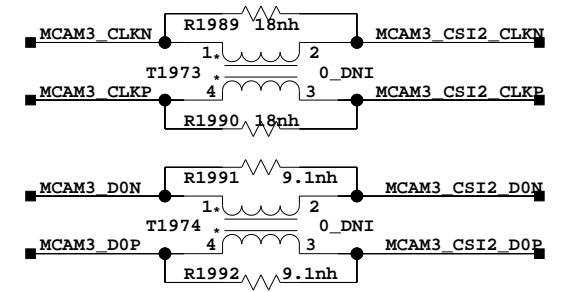 R1989 18nh
MCAM3_CLKN MCAM3_CSI2_CLKN
1* 2
T1973 * 0_DNI
MCAM3_CLKP 4 3 MCAM3_CSI2_CLKP
R1990 18nh
R1991 9.1nh
MCAM3_D0N MCAM3_CSI2_D0N
1* 2
T1974 * 0_DNI
MCAM3_D0P 4 3 MCAM3_CSI2_D0P
R1992 9.1nh